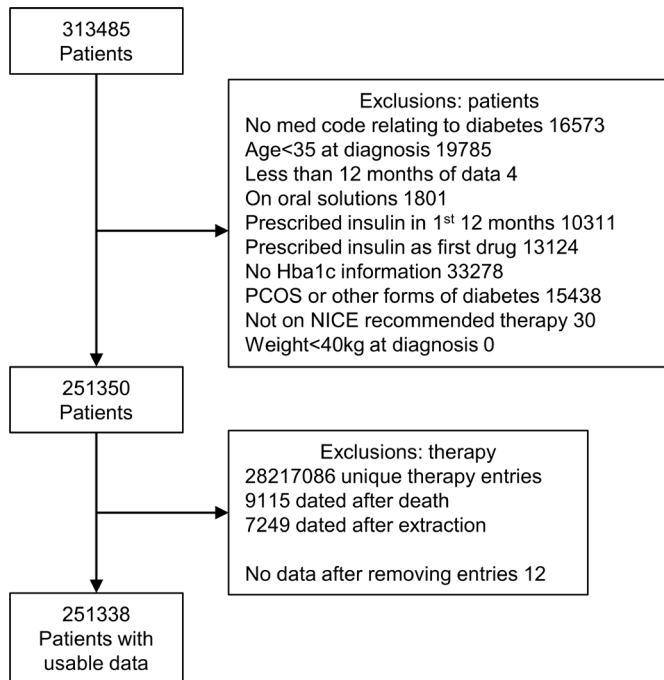 313485
Patients
Exclusions: patients
No med code relating to diabetes 16573
Age<35 at diagnosis 19785
Less than 12 months of data 4
On oral solutions 1801
Prescribed insulin in 1st 12 months 10311
Prescribed insulin as first drug 13124
No Hba1c information 33278
PCOS or other forms of diabetes 15438
Not on NICE recommended therapy 30
Weight<40kg at diagnosis 0
251350
Patients
Exclusions: therapy
28217086 unique therapy entries
9115 dated after death
7249 dated after extraction
No data after removing entries 12
251338
Patients with
usable data